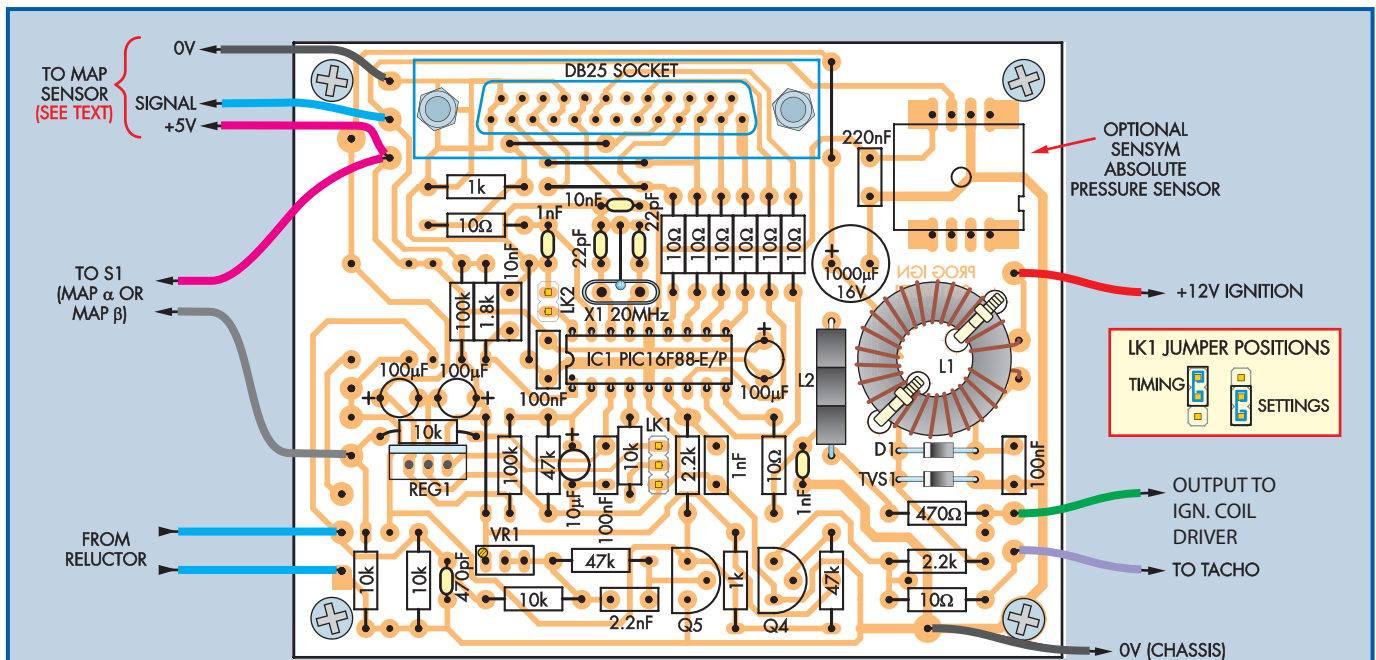 0V
TO MAP
SENSOR
(SEE TEXT)
SIGNAL
+5V
DB25 SOCKET
220nF
OPTIONAL
SENSYM
ABSOLUTE
PRESSURE SENSOR
1k
10nF
1nF
22pF
22pF
10Ω
10Ω
10Ω
10Ω
10Ω
10Ω
10Ω
+
1000µF
16V
PROG IGN
TO S1
(MAP α OR
MAP β)
100k
1.8k
10nF
LK2
X1 20MHz
+12V IGNITION
IC1 PIC16F88-E/P
+
100µF
L2
L1
LK1 JUMPER POSITIONS
TIMING
SETTINGS
100µF
100µF
+
+
100nF
10k
REG1
100k
47k
+
10µF
100nF
10k
LK1
2.2k
1nF
10Ω
1nF
D1
TVS1
100nF
470Ω
OUTPUT TO
IGN. COIL
DRIVER
FROM
RELUCTOR
10k
10k
470pF
VR1
47k
10k
2.2nF
Q5
1k
Q4
47k
2.2k
10Ω
TO TACHO
0V (CHASSIS)